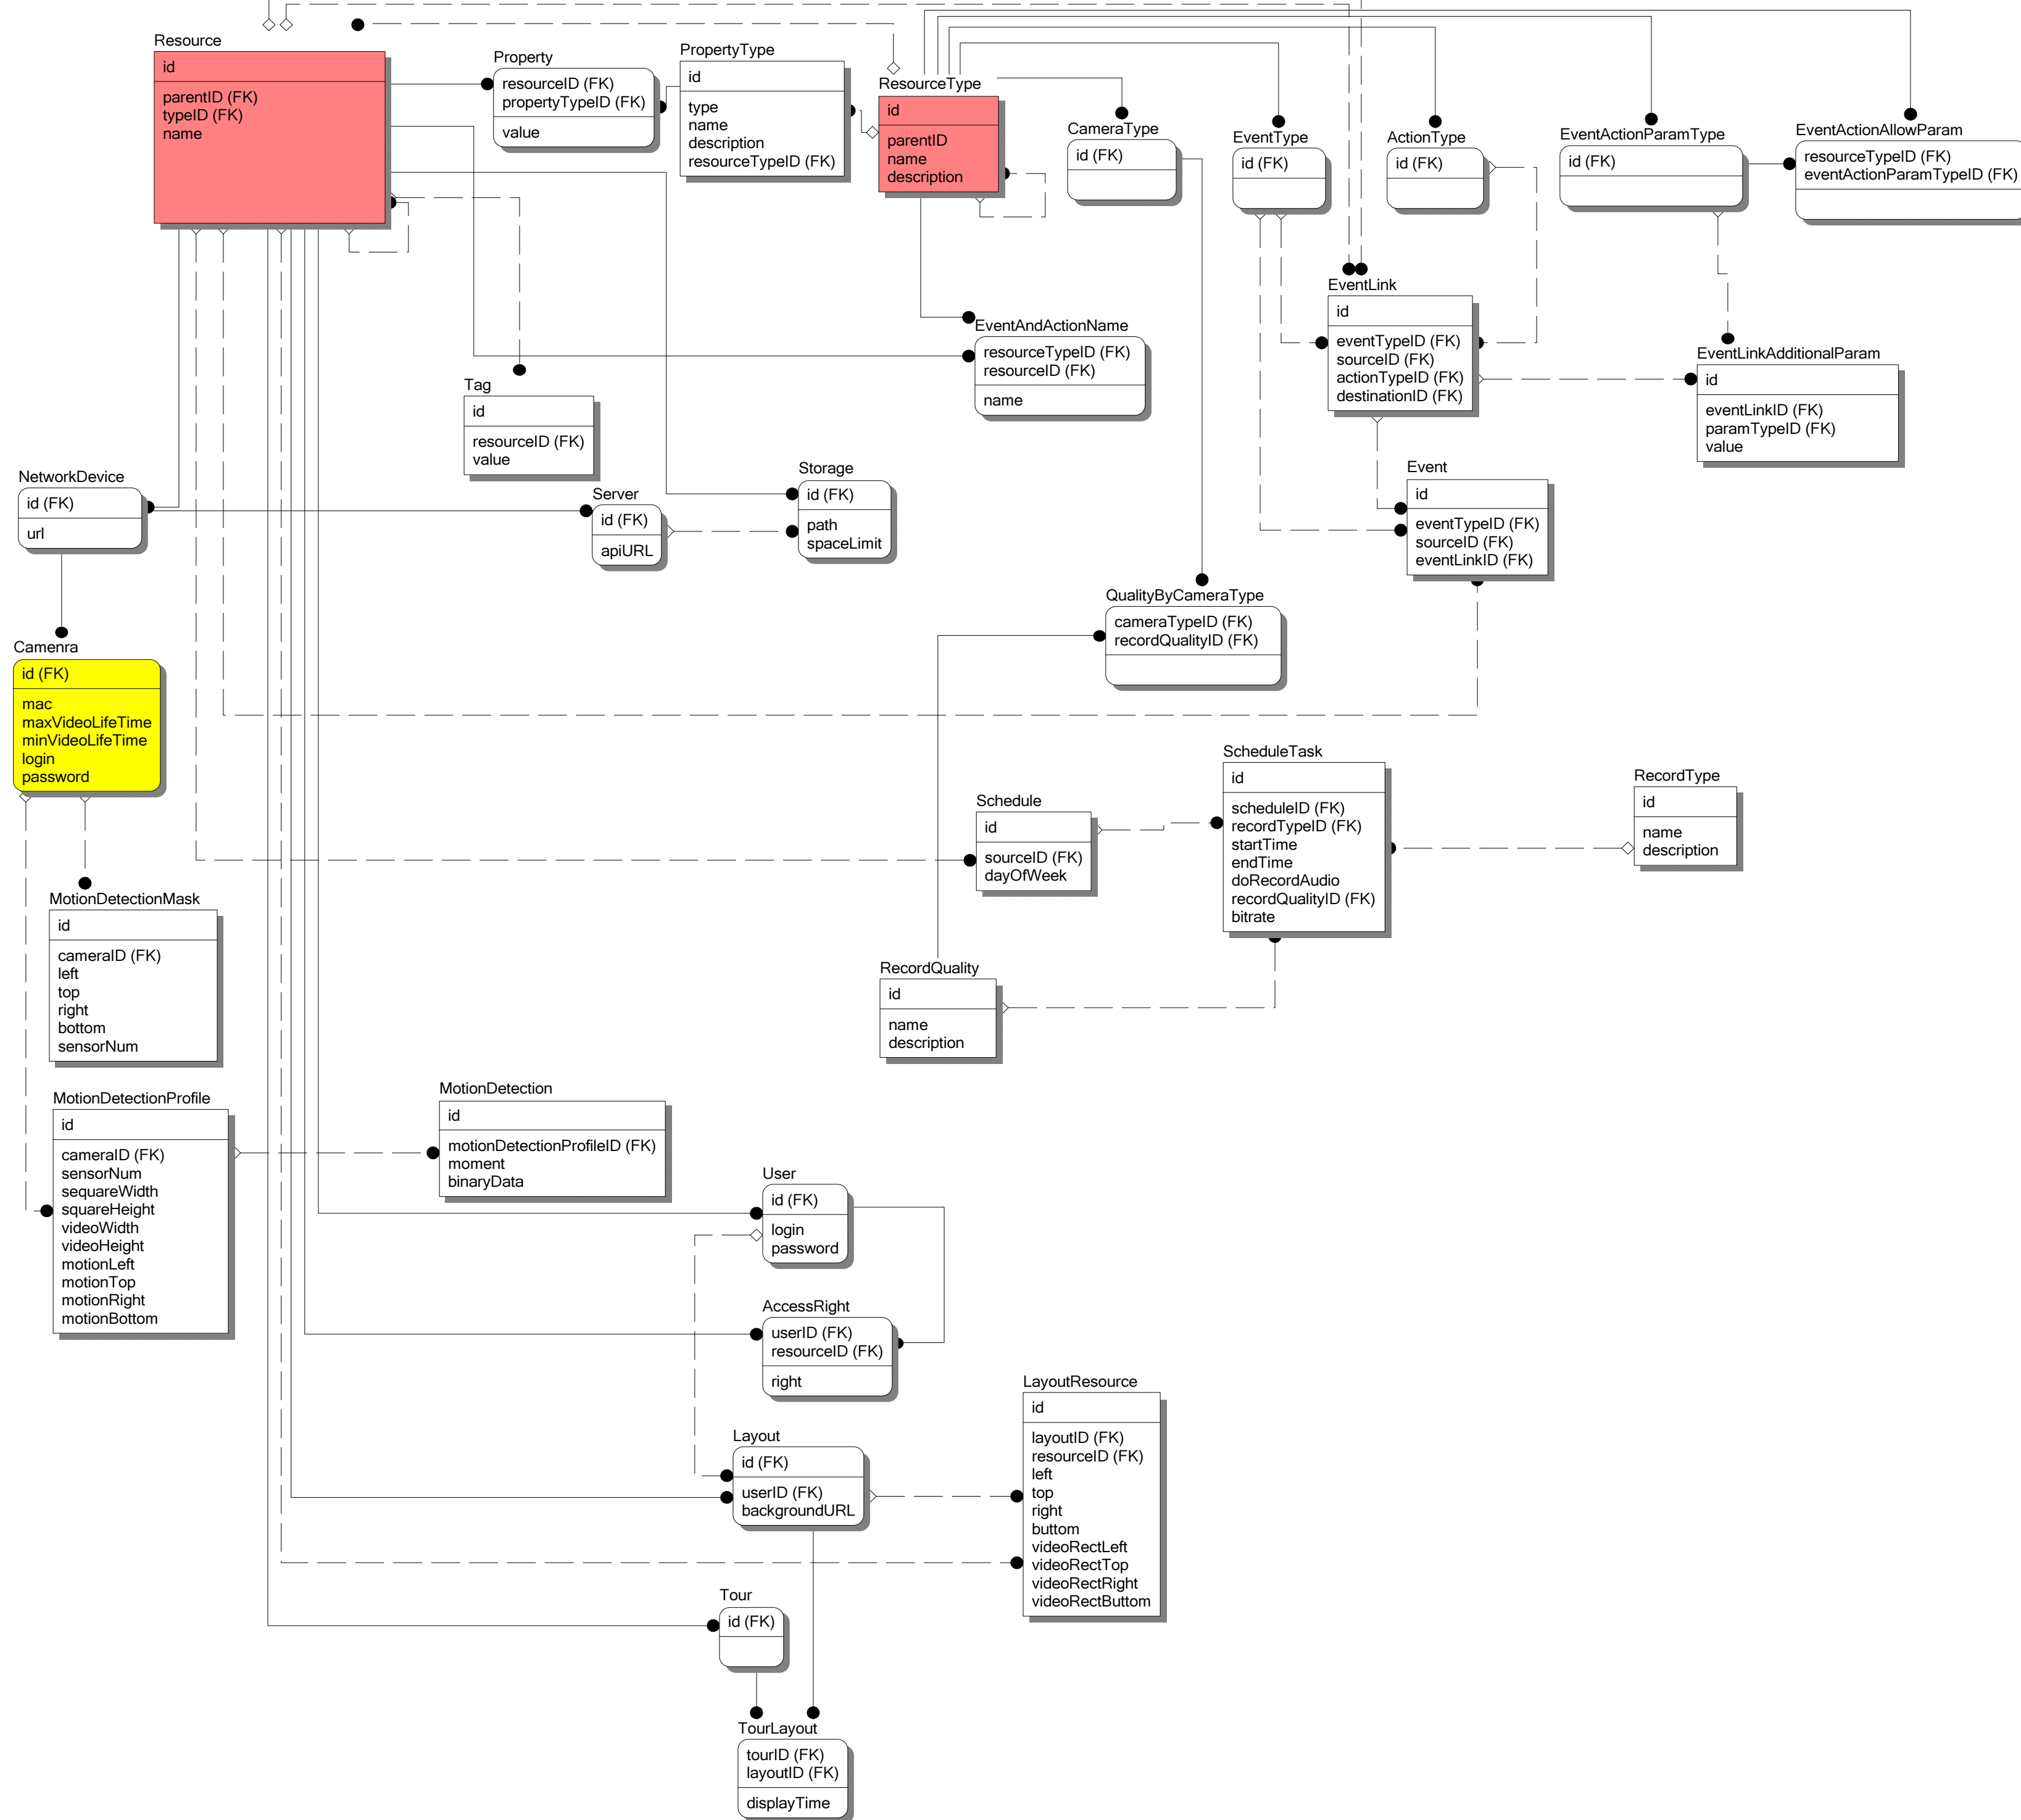 Resource
id
parentID (FK)
typeID (FK)
name
Property
resourceID (FK)
propertyTypeID (FK)
value
PropertyType
id
type
name
description
resourceTypeID (FK)
ResourceType
id
parentID
name
description
CameraType
id (FK)
EventType
id (FK)
ActionType
id (FK)
EventActionParamType
id (FK)
EventActionAllowParam
resourceTypeID (FK)
eventActionParamTypeID (FK)
EventLink
id
eventTypeID (FK)
sourceID (FK)
actionTypeID (FK)
destinationID (FK)
EventAndActionName
resourceTypeID (FK)
resourceID (FK)
name
EventLinkAdditionalParam
id
eventLinkID (FK)
paramTypeID (FK)
value
Tag
id
resourceID (FK)
value
NetworkDevice
id (FK)
url
Server
id (FK)
apiURL
Storage
id (FK)
path
spaceLimit
Event
id
eventTypeID (FK)
sourceID (FK)
eventLinkID (FK)
QualityByCameraType
cameraTypeID (FK)
recordQualityID (FK)
Camenra
id (FK)
mac
maxVideoLifeTime
minVideoLifeTime
login
password
ScheduleTask
id
scheduleID (FK)
recordTypeID (FK)
startTime
endTime
doRecordAudio
recordQualityID (FK)
bitrate
RecordType
id
name
description
Schedule
id
sourceID (FK)
dayOfWeek
MotionDetectionMask
id
cameraID (FK)
left
top
right
bottom
sensorNum
RecordQuality
id
name
description
MotionDetectionProfile
id
cameraID (FK)
sensorNum
sequareWidth
squareHeight
videoWidth
videoHeight
motionLeft
motionTop
motionRight
motionBottom
MotionDetection
id
motionDetectionProfileID (FK)
moment
binaryData
User
id (FK)
login
password
AccessRight
userID (FK)
resourceID (FK)
right
LayoutResource
id
layoutID (FK)
resourceID (FK)
left
top
right
buttom
videoRectLeft
videoRectTop
videoRectRight
videoRectButtom
Layout
id (FK)
userID (FK)
backgroundURL
Tour
id (FK)
TourLayout
tourID (FK)
layoutID (FK)
displayTime